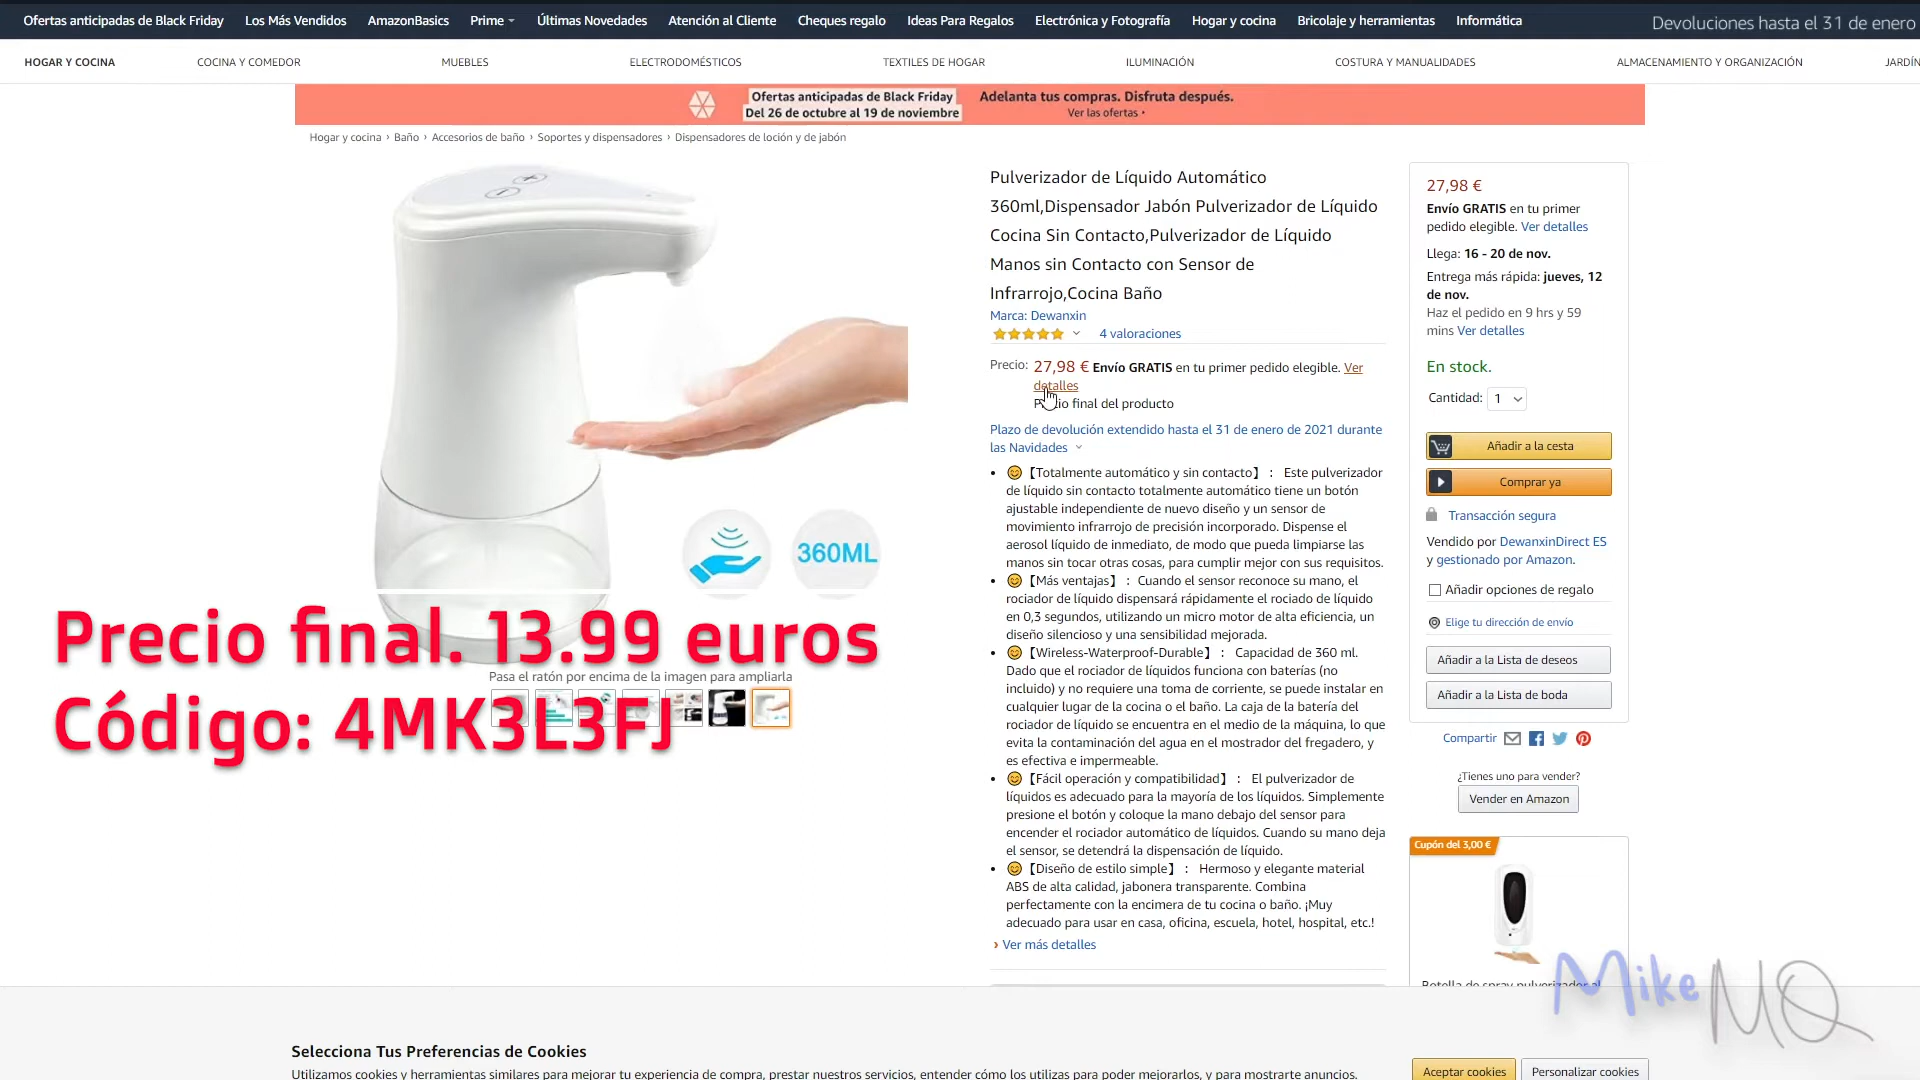 Ofertas anticipadas de Black Friday Los Más Vendidos AmazonBasics Prime Últimas Novedades Atención al Cliente Cheques regalo Ideas Para Regalos Electrónica y Fotografía Hogar y cocina Bricolaje y herramientas Informática Devoluciones hasta el 31 de enero
HOGAR Y COCINA COCINA Y COMEDOR MUEBLES ELECTRODOMÉSTICOS TEXTILES DE HOGAR ILUMINACIÓN COSTURA Y MANUALIDADES ALMACENAMIENTO Y ORGANIZACIÓN JARDÍN
Ofertas anticipadas de Black Friday
Del 26 de octubre al 19 de noviembre
Adelanta tus compras. Disfruta después.
Ver las ofertas
Hogar y cocina › Baño › Accesorios de baño › Soportes y dispensadores › Dispensadores de loción y de jabón
360ML
Precio final. 13.99 euros
Pasa el ratón por encima de la imagen para ampliarla
Código: 4MK3L3FJ
Pulverizador de Líquido Automático
360ml,Dispensador Jabón Pulverizador de Líquido
Cocina Sin Contacto,Pulverizador de Líquido
Manos sin Contacto con Sensor de
Infrarrojo,Cocina Baño
Marca: Dewanxin
4 valoraciones
Precio: 27,98 € Envío GRATIS en tu primer pedido elegible. Ver
detalles
Precio final del producto
Plazo de devolución extendido hasta el 31 de enero de 2021 durante
las Navidades
• 【Totalmente automático y sin contacto】： Este pulverizador
de líquido sin contacto totalmente automático tiene un botón
ajustable independiente de nuevo diseño y un sensor de
movimiento infrarrojo de precisión incorporado. Dispense el
aerosol líquido de inmediato, de modo que pueda limpiarse las
manos sin tocar otras cosas, para cumplir mejor con sus requisitos.
• 【Más ventajas】： Cuando el sensor reconoce su mano, el
rociador de líquido dispensará rápidamente el rociado de líquido
en 0,3 segundos, utilizando un micro motor de alta eficiencia, un
diseño silencioso y una sensibilidad mejorada.
• 【Wireless-Waterproof-Durable】： Capacidad de 360 ml.
Dado que el rociador de líquidos funciona con baterías (no
incluido) y no requiere una toma de corriente, se puede instalar en
cualquier lugar de la cocina o el baño. La caja de la batería del
rociador de líquido se encuentra en el medio de la máquina, lo que
evita la contaminación del agua en el mostrador del fregadero, y
es efectiva e impermeable.
• 【Fácil operación y compatibilidad】： El pulverizador de
líquidos es adecuado para la mayoría de los líquidos. Simplemente
presione el botón y coloque la mano debajo del sensor para
encender el rociador automático de líquidos. Cuando su mano deja
el sensor, se detendrá la dispensación de líquido.
• 【Diseño de estilo simple】： Hermoso y elegante material
ABS de alta calidad, jabonera transparente. Combina
perfectamente con la encimera de tu cocina o baño. ¡Muy
adecuado para usar en casa, oficina, escuela, hotel, hospital, etc.!
› Ver más detalles
27,98 €
Envío GRATIS en tu primer
pedido elegible. Ver detalles
Llega: 16 - 20 de nov.
Entrega más rápida: jueves, 12
de nov.
Haz el pedido en 9 hrs y 59
mins Ver detalles
En stock.
Cantidad: 1
Añadir a la cesta
Comprar ya
Transacción segura
Vendido por DewanxinDirect ES
y gestionado por Amazon.
Añadir opciones de regalo
Elige tu dirección de envío
Añadir a la Lista de deseos
Añadir a la Lista de boda
Compartir
¿Tienes uno para vender?
Vender en Amazon
Cupón del 3,00 €
Botella de spray pulverizador al
Mike MQ
Selecciona Tus Preferencias de Cookies
Utilizamos cookies y herramientas similares para mejorar tu experiencia de compra, prestar nuestros servicios, entender cómo los utilizas para poder mejorarlos, y para mostrarte anuncios.
Aceptar cookies Personalizar cookies